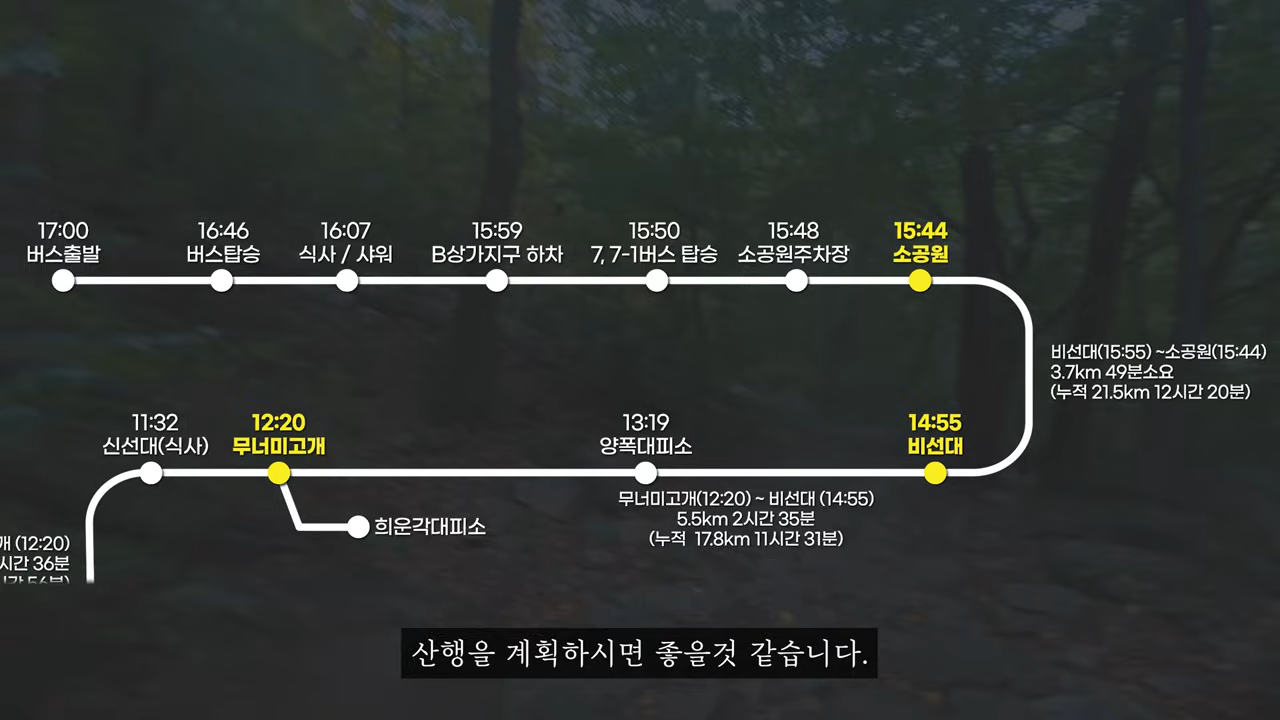 17:00
버스출발
16:46
버스탑승
16:07
식사 / 샤워
15:59
B상가지구 하차
15:50
7, 7-1버스 탑승
15:48
소공원주차장
15:44
소공원
비선대(15:55) ~소공원(15:44)
3.7km 49분소요
(누적 21.5km 12시간 20분)
11:32
신선대(식사)
12:20
무너미고개
13:19
양폭대피소
14:55
비선대
무너미고개(12:20) ~ 비선대 (14:55)
5.5km 2시간 35분
(누적 17.8km 11시간 31분)
희운각대피소
개 (12:20)
시간 36분
산행을 계획하시면 좋을것 같습니다.